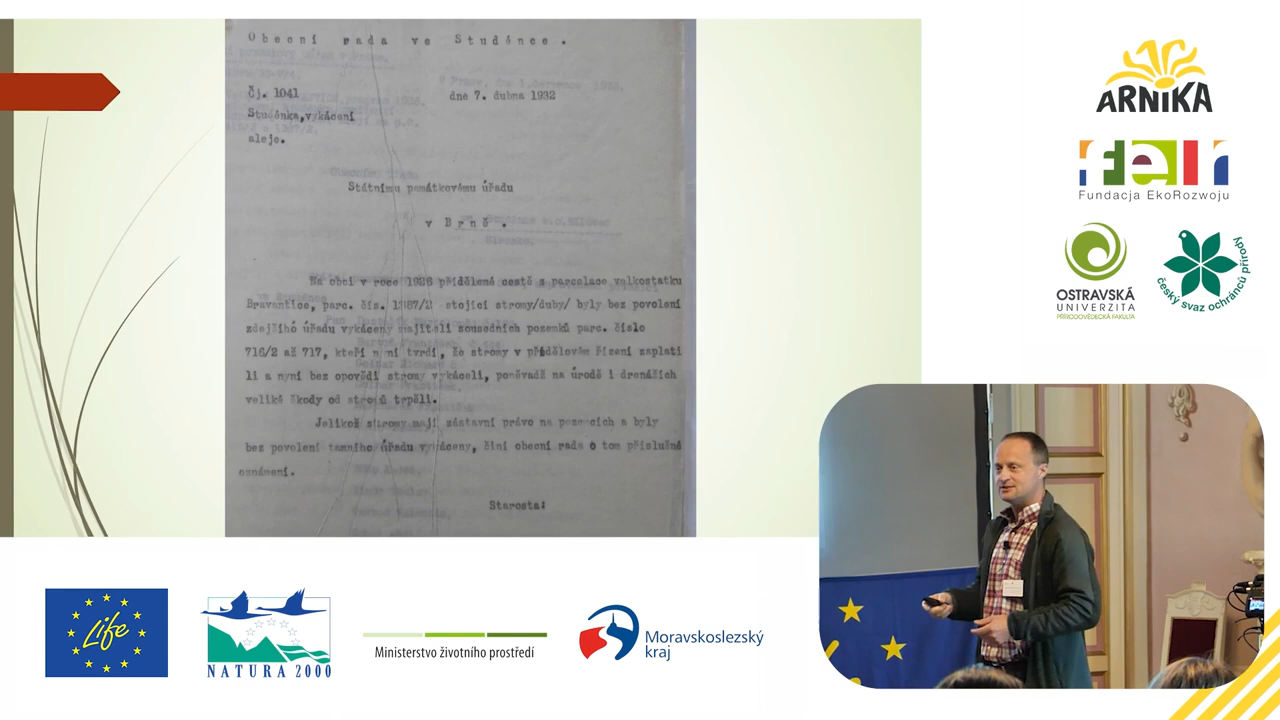 Obecní rada ve Studénce.
čj. 1041
dne 7. dubna 1932
Studénka, vykácení
aleje.
Státnímu památkovému úřadu
v Brně.
Na obci v roce 1926 přidělené cestě z parcelace velkostatku
Bravantice, parc. čís. 1387/2 stojící stromy/duby/ byly bez povolení
zdejšího úřadu vykáceny majiteli sousedních pozemků parc. číslo
716/2 až 717, kteří nyní tvrdí, že stromy v přídělovém řízení zaplati
li a nyní bez opovědi stromy vykáceli, poněvadž na úrodě i drenážích
veliké škody od stromů trpěli.
Jelikož stromy mají zástavní právo na pozemcích a byly
bez povolení tamního úřadu vykáceny, činí obecní rada o tom příslušné
oznámení.
Starosta:
ARNIKA
feri
Fundacja EkoRozwoju
OSTRAVSKÁ
UNIVERZITA
PŘÍRODOVĚDECKÁ FAKULTA
český svaz ochránců přírody
Life
NATURA 2000
Ministerstvo životního prostředí
Moravskoslezský
kraj